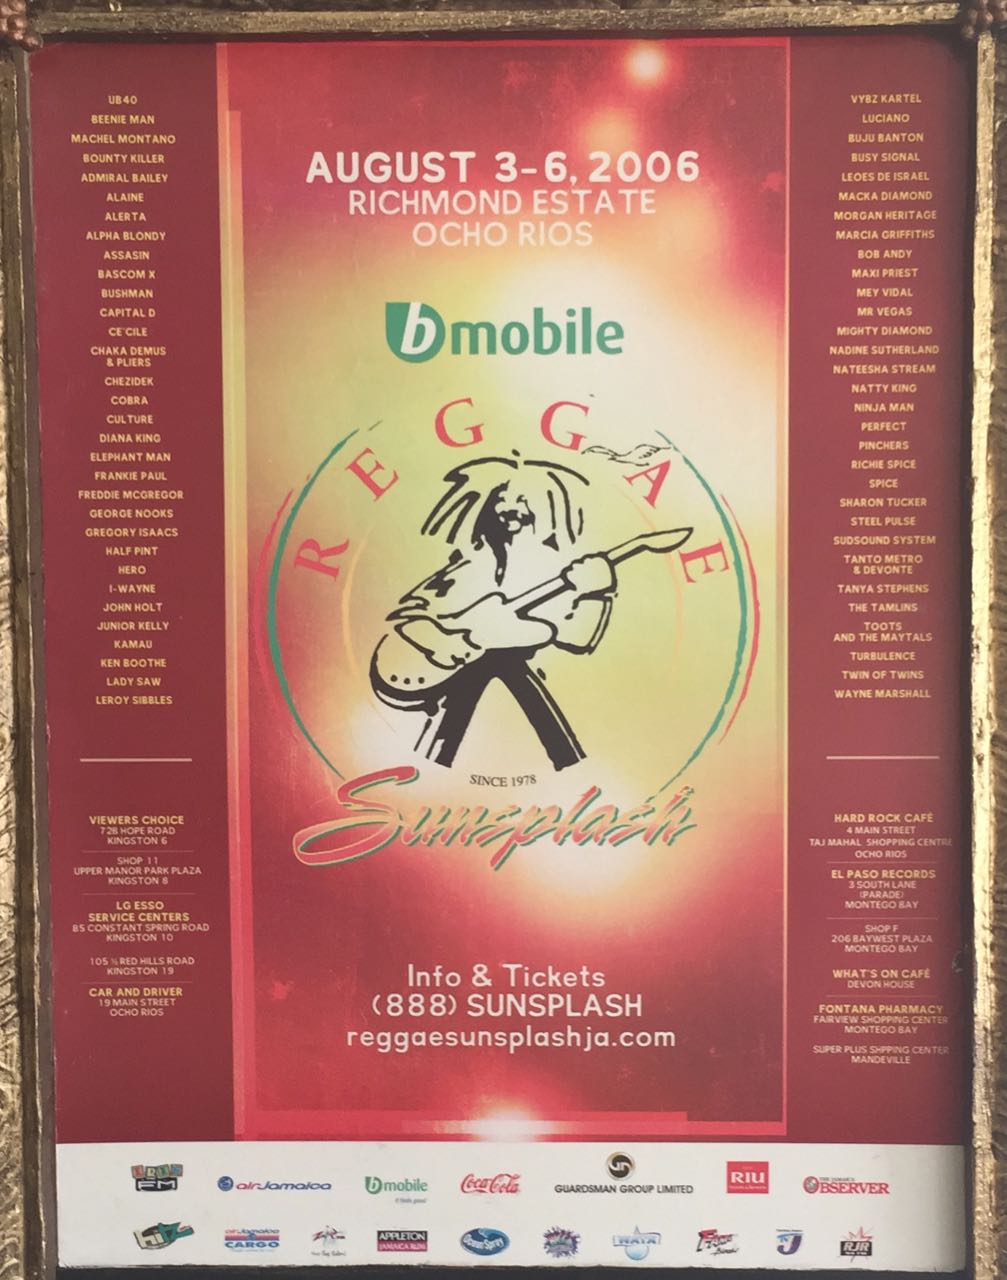 UB40
BEENIE MAN
MACHEL MONTANO
BOUNTY KILLER
ADMIRAL BAILEY
ALAINE
ALERTA
ALPHA BLONDY
ASSASIN
BASCOM X
BUSHMAN
CAPITAL D
CE'CILE
CHAKA DEMUS
& PLIERS
CHEZIDEK
COBRA
CULTURE
DIANA KING
ELEPHANT MAN
FRANKIE PAUL
FREDDIE MCGREGOR
GEORGE NOOKS
GREGORY ISAACS
HALF PINT
HERO
I-WAYNE
JOHN HOLT
JUNIOR KELLY
KAMAU
KEN BOOTHE
LADY SAW
LEROY SIBBLES
VIEWERS CHOICE
72B HOPE ROAD
KINGSTON 6
SHOP 11
UPPER MANOR PARK PLAZA
KINGSTON 8
LG ESSO
SERVICE CENTERS
85 CONSTANT SPRING ROAD
KINGSTON 10
105 ½ RED HILLS ROAD
KINGSTON 19
CAR AND DRIVER
19 MAIN STREET
OCHO RIOS
AUGUST 3-6, 2006
RICHMOND ESTATE
OCHO RIOS
bmobile
REGGAE
SINCE 1978
Sunsplash
Info & Tickets
(888) SUNSPLASH
reggaesunsplashja.com
VYBZ KARTEL
LUCIANO
BUJU BANTON
BUSY SIGNAL
LEOES DE ISRAEL
MACKA DIAMOND
MORGAN HERITAGE
MARCIA GRIFFITHS
BOB ANDY
MAXI PRIEST
MEY VIDAL
MR VEGAS
MIGHTY DIAMOND
NADINE SUTHERLAND
NATEESHA STREAM
NATTY KING
NINJA MAN
PERFECT
PINCHERS
RICHIE SPICE
SPICE
SHARON TUCKER
STEEL PULSE
SUDSOUND SYSTEM
TANTO METRO
& DEVONTE
TANYA STEPHENS
THE TAMLINS
TOOTS
AND THE MAYTALS
TURBULENCE
TWIN OF TWINS
WAYNE MARSHALL
HARD ROCK CAFÉ
4 MAIN STREET
TAJ MAHAL SHOPPING CENTRE
OCHO RIOS
EL PASO RECORDS
3 SOUTH LANE
(PARADE)
MONTEGO BAY
SHOP F
206 BAYWEST PLAZA
MONTEGO BAY
WHAT'S ON CAFÉ
DEVON HOUSE
FONTANA PHARMACY
FAIRVIEW SHOPPING CENTER
MONTEGO BAY
SUPER PLUS SHPPING CENTER
MANDEVILLE
IRIE FM
airJamaica
bmobile
Coca-Cola
GUARDSMAN GROUP LIMITED
RIU
OBSERVER
hitz
airJamaica CARGO
APPLETON
JAMAICA RUM
Ocean Spray
WATA
RJR